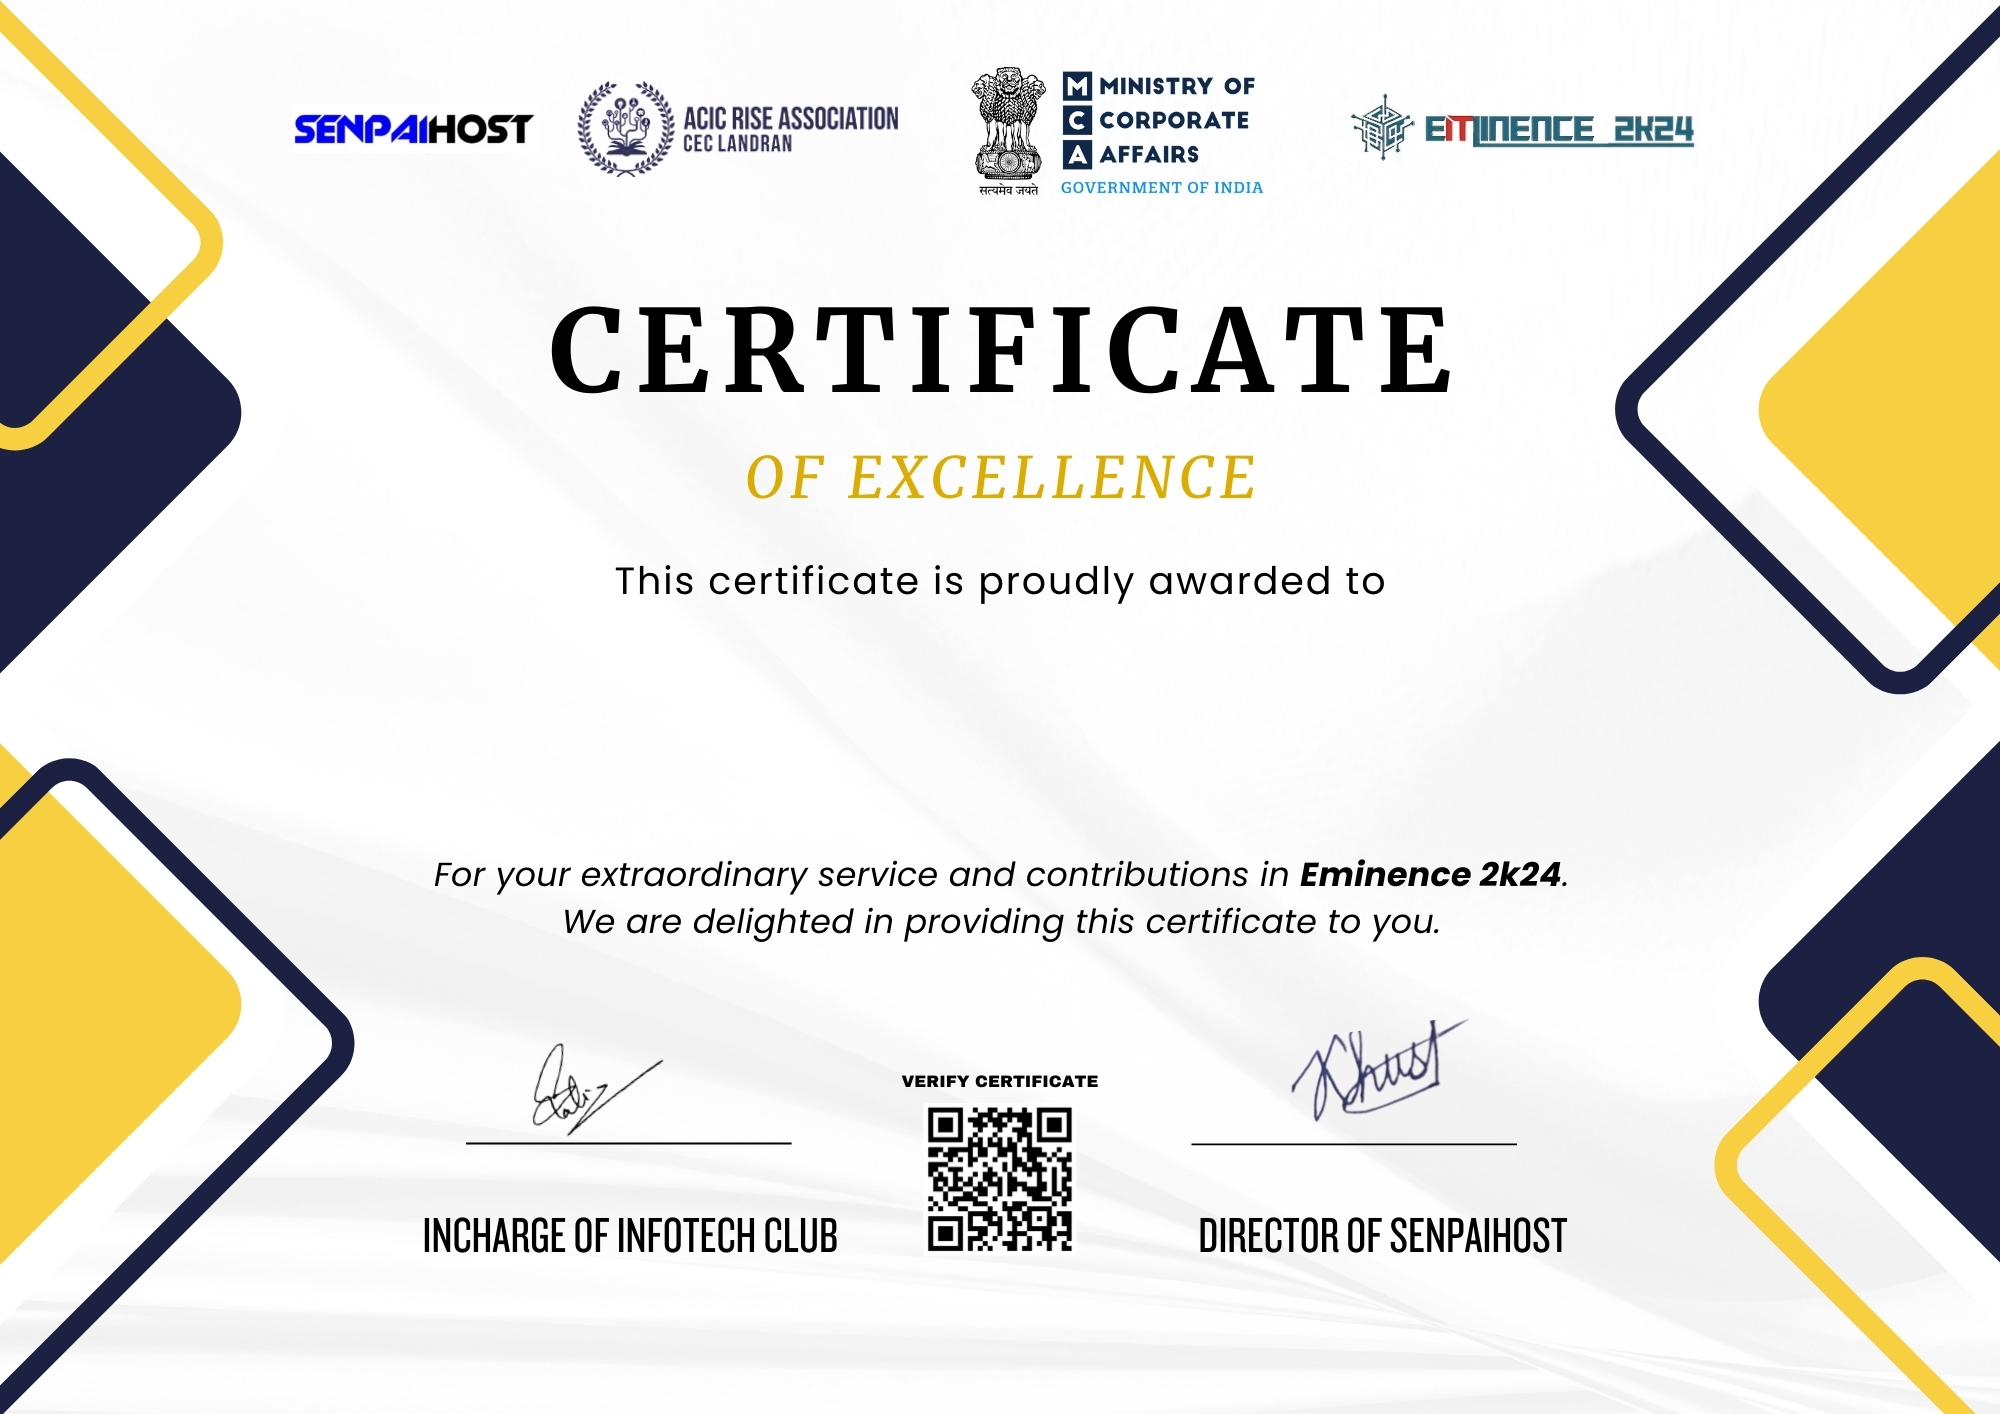 SENPAIHOST
ACIC RISE ASSOCIATION
CEC LANDRAN
सत्यमेव जयते
M MINISTRY OF
C CORPORATE
A AFFAIRS
GOVERNMENT OF INDIA
EMINENCE 2K24
CERTIFICATE
OF EXCELLENCE
This certificate is proudly awarded to
For your extraordinary service and contributions in Eminence 2k24.
We are delighted in providing this certificate to you.
VERIFY CERTIFICATE
INCHARGE OF INFOTECH CLUB
DIRECTOR OF SENPAIHOST